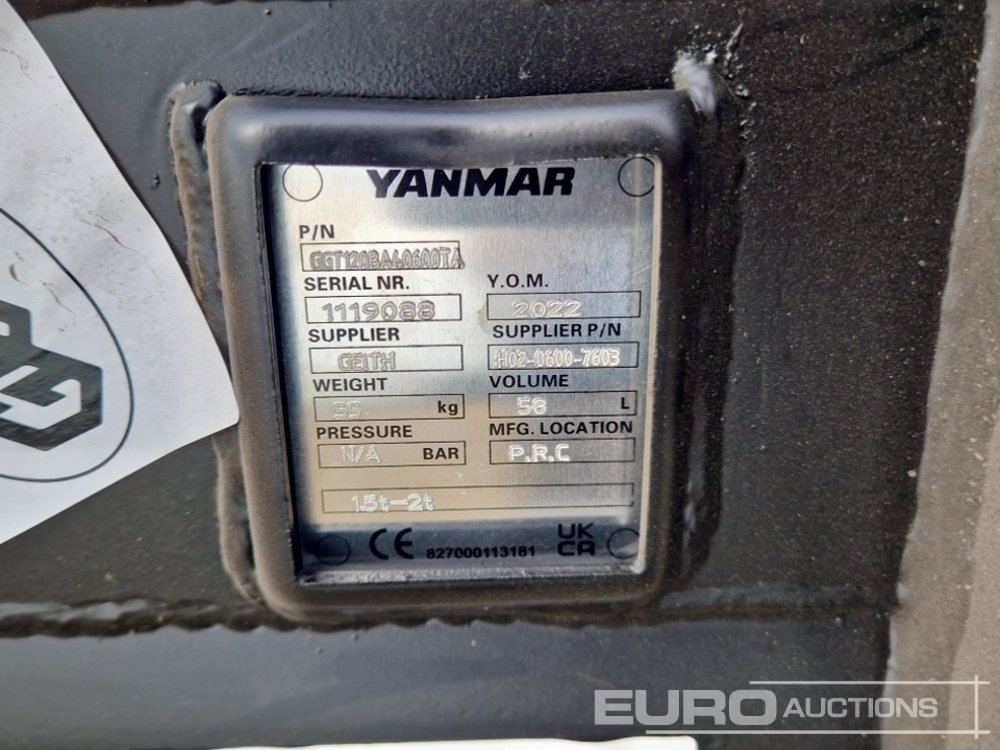 YANMAR
P/N
GGT120BA40600TA
SERIAL NR. Y.O.M.
1119088 2022
SUPPLIER SUPPLIER P/N
GEITH H02-0600-7603
WEIGHT VOLUME
kg 58 L
PRESSURE MFG. LOCATION
N/A BAR P.R.C
1.5t-2t
CE 827000113181 UK CA
EURO AUCTIONS